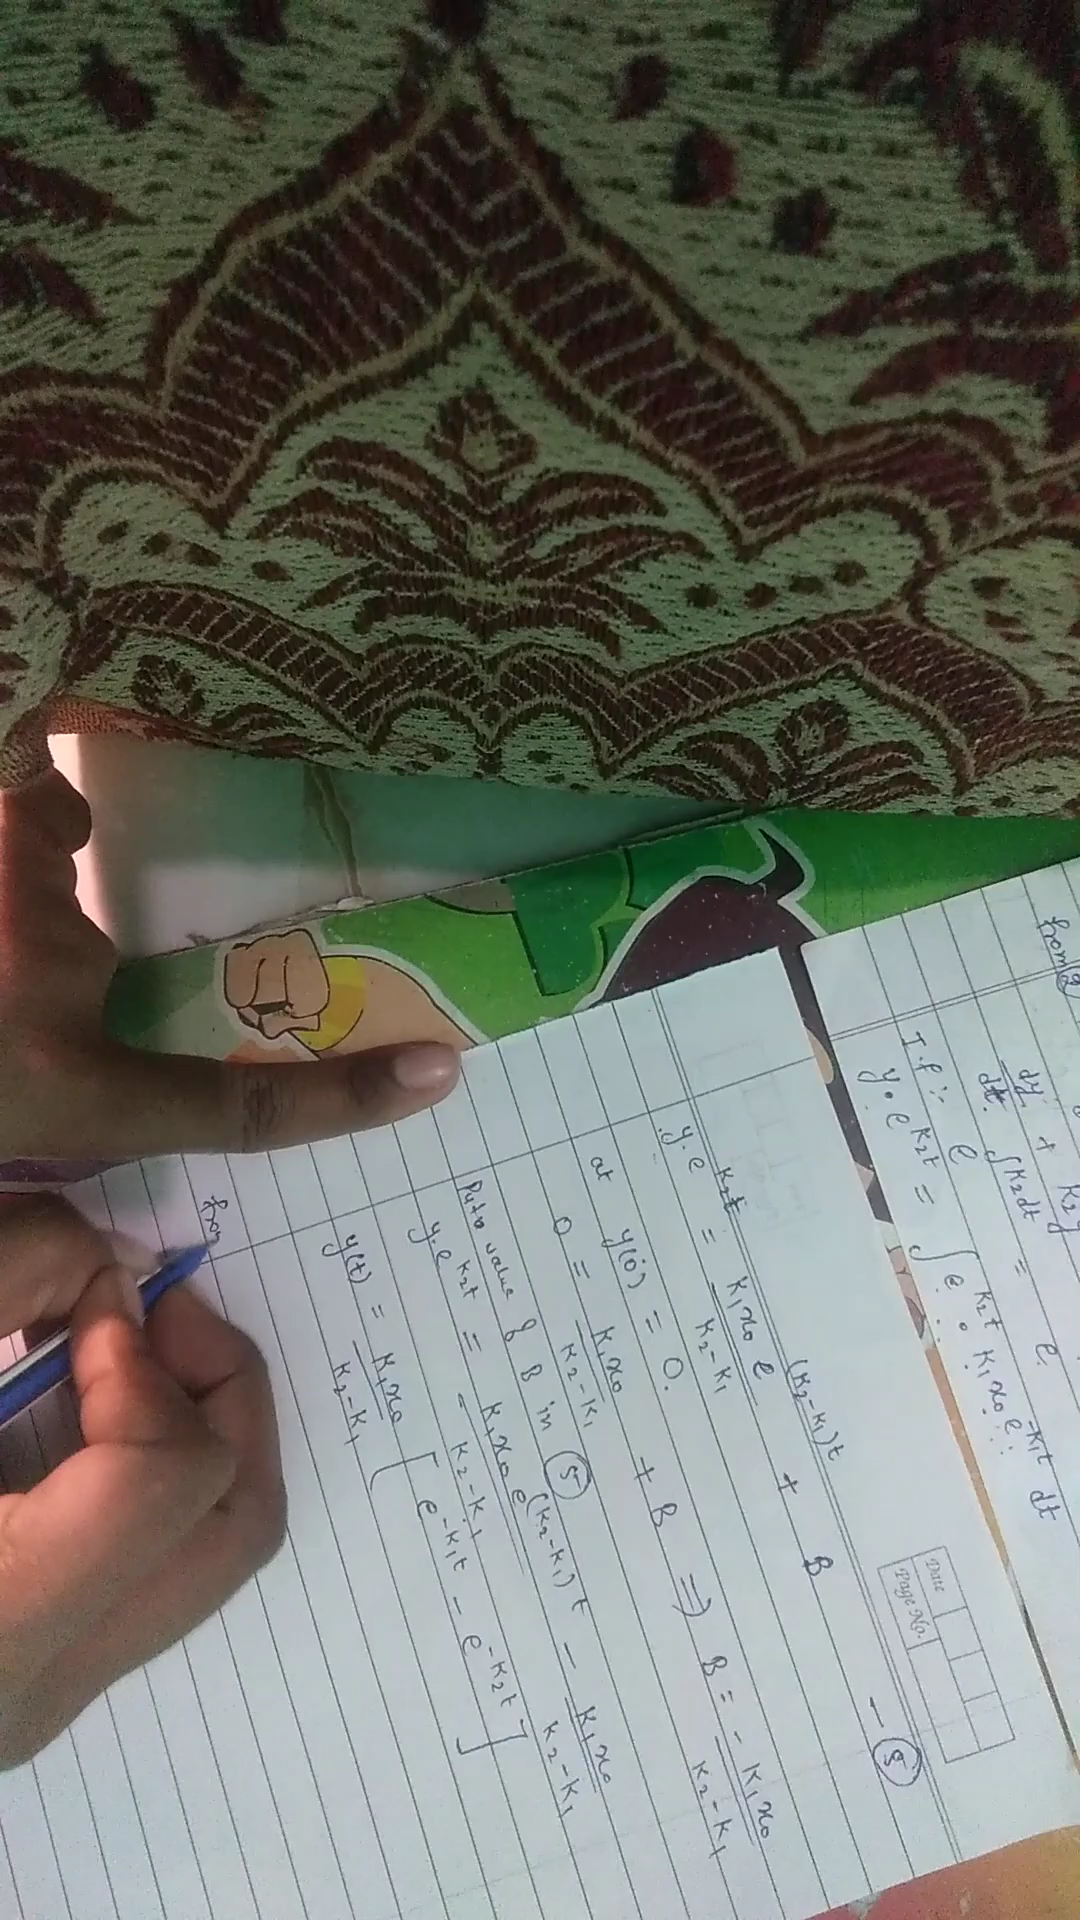 from (2)
dy/dt + k₂y
I.f :- e^∫k₂dt = e
y . e^k₂t = ∫ e^k₂t . k₁x₀ e^-k₁t dt
Date
Page No.
y.e^k₂t = k₁x₀ e^(k₂-k₁)t / k₂-k₁ + B — (5)
at y(0) = 0.
0 = k₁x₀ / k₂-k₁ + B ⇒ B = - k₁x₀ / k₂-k₁
Put value of B in (5)
y.e^k₂t = k₁x₀ e^(k₂-k₁)t / k₂-k₁ - k₁x₀ / k₂-k₁
y(t) = k₁x₀ / k₂-k₁ [ e^-k₁t - e^-k₂t ]
from